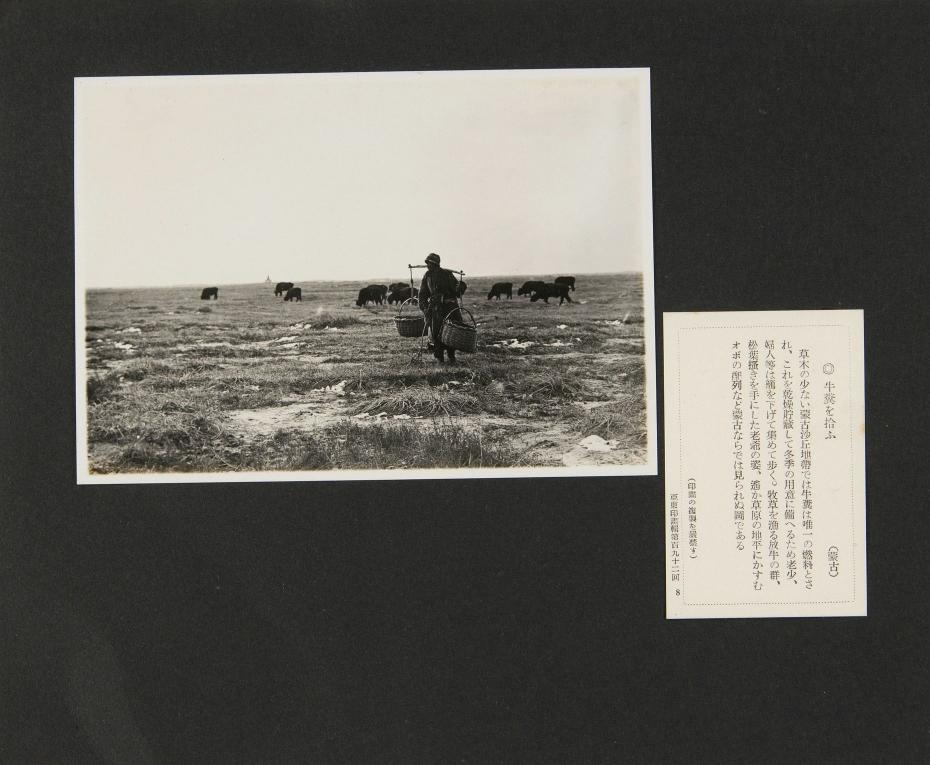 ◎ 牛糞を拾ふ (蒙古)
草木の少ない蒙古沙丘地帶では牛糞は唯一の燃料とさ
れ、これを乾燥貯藏して冬季の用意に備へるため老少、
婦人等は籠を下げて集めて歩く。牧草を漁る放牛の群、
松葉搔きを手にした老爺の姿、遙か草原の地平にかすむ
オボの排列など蒙古ならでは見られぬ圖である
(印畫の複製を嚴禁す)
亞東印畫輯第百九十二回 8